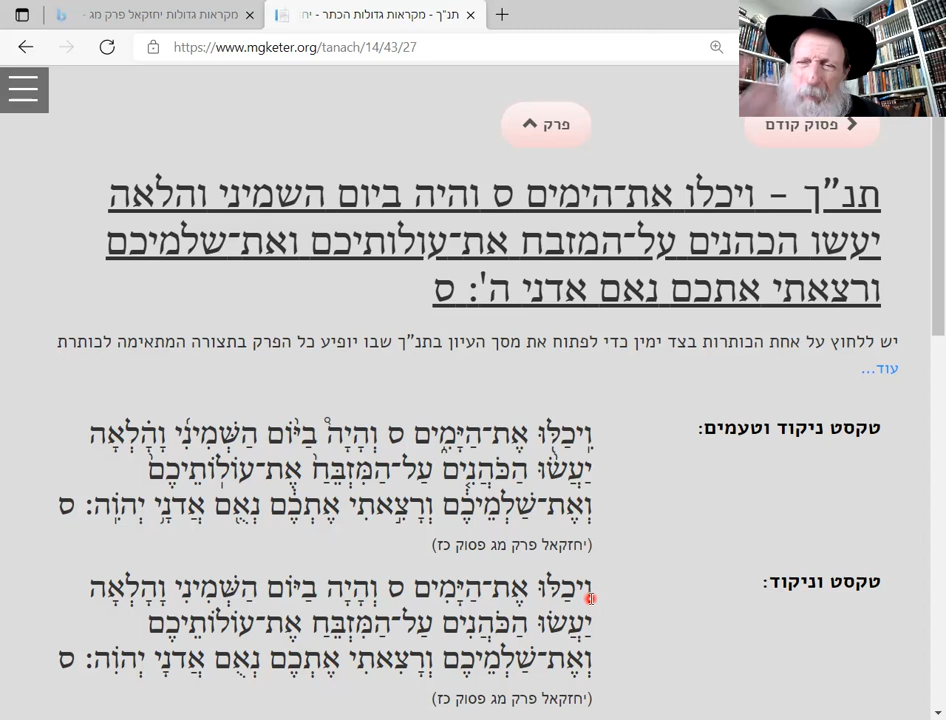 מקראות גדולות יחזקאל פרק מג -
תנ"ך - מקראות גדולות הכתר - יח
https://www.mgketer.org/tanach/14/43/27
פרק
פסוק קודם
תנ"ך - ויכלו את־הימים ס והיה ביום השמיני והלאה
יעשו הכהנים על־המזבח את־עולותיכם ואת־שלמיכם
ורצאתי אתכם נאם אדני ה': ס
יש ללחוץ על אחת הכותרות בצד ימין כדי לפתוח את מסך העיון בתנ"ך שבו יופיע כל הפרק בתצורה המתאימה לכותרת
עוד...
טקסט ניקוד וטעמים:
וִֽיכַלּ֖וּ אֶת־הַיָּמִ֑ים ס וְהָיָה֩ בַיּ֨וֹם הַשְּׁמִינִ֜י וָהָ֗לְאָה
יַעֲשׂ֨וּ הַכֹּהֲנִ֤ים עַל־הַמִּזְבֵּ֙חַ֙ אֶת־עוֹלֽוֹתֵיכֶם֙
וְאֶת־שַׁלְמֵיכֶ֔ם וְרָצִ֣אתִי אֶתְכֶ֔ם נְאֻ֖ם אֲדֹנָ֥י יְהֹוִֽה: ס
(יחזקאל פרק מג פסוק כז)
טקסט וניקוד:
וִיכַלּוּ אֶת־הַיָּמִים ס וְהָיָה בַיּוֹם הַשְּׁמִינִי וָהָלְאָה
יַעֲשׂוּ הַכֹּהֲנִים עַל־הַמִּזְבֵּחַ אֶת־עוֹלוֹתֵיכֶם
וְאֶת־שַׁלְמֵיכֶם וְרָצִאתִי אֶתְכֶם נְאֻם אֲדֹנָי יְהֹוִה: ס
(יחזקאל פרק מג פסוק כז)